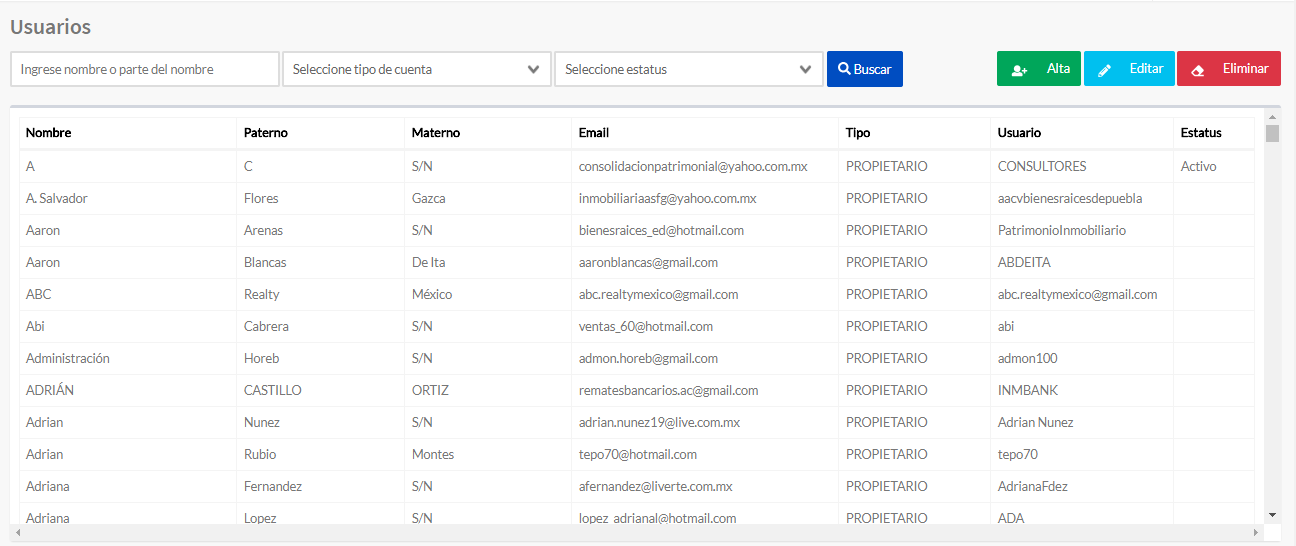 Usuarios
Ingrese nombre o parte del nombre Seleccione tipo de cuenta Seleccione estatus Buscar Alta Editar Eliminar
Nombre Paterno Materno Email Tipo Usuario Estatus
A C S/N consolidacionpatrimonial@yahoo.com.mx PROPIETARIO CONSULTORES Activo
A. Salvador Flores Gazca inmobiliariaasfg@yahoo.com.mx PROPIETARIO aacvbienesraicesdepuebla
Aaron Arenas S/N bienesraices_ed@hotmail.com PROPIETARIO PatrimonioInmobiliario
Aaron Blancas De Ita aaronblancas@gmail.com PROPIETARIO ABDEITA
ABC Realty México abc.realtymexico@gmail.com PROPIETARIO abc.realtymexico@gmail.com
Abi Cabrera S/N ventas_60@hotmail.com PROPIETARIO abi
Administración Horeb S/N admon.horeb@gmail.com PROPIETARIO admon100
ADRIÁN CASTILLO ORTIZ rematesbancarios.ac@gmail.com PROPIETARIO INMBANK
Adrian Nunez S/N adrian.nunez19@live.com.mx PROPIETARIO Adrian Nunez
Adrian Rubio Montes tepo70@hotmail.com PROPIETARIO tepo70
Adriana Fernandez S/N afernandez@liverte.com.mx PROPIETARIO AdrianaFdez
Adriana Lopez S/N lopez_adrianal@hotmail.com PROPIETARIO ADA